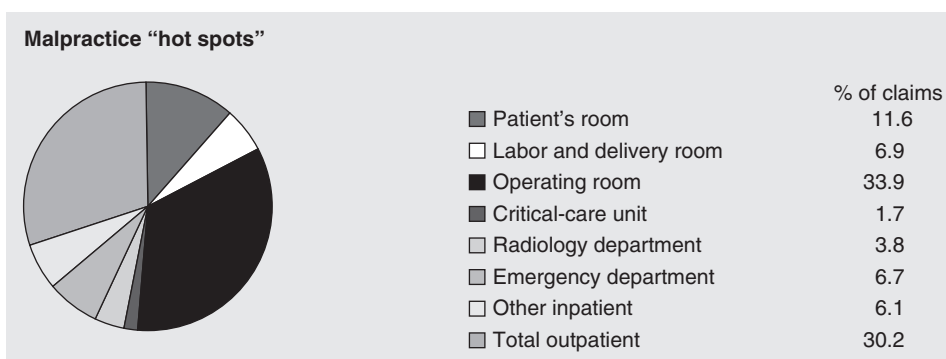 Malpractice “hot spots”
% of claims
Patient’s room 11.6
Labor and delivery room 6.9
Operating room 33.9
Critical-care unit 1.7
Radiology department 3.8
Emergency department 6.7
Other inpatient 6.1
Total outpatient 30.2